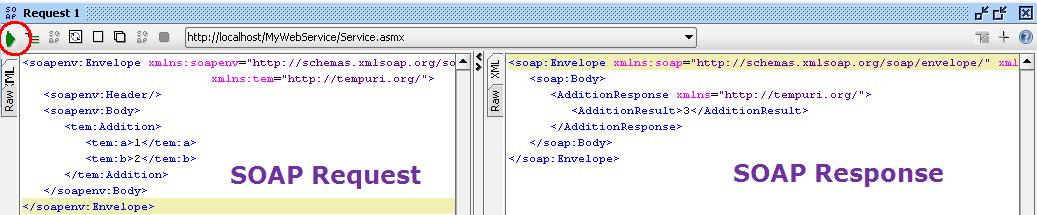 SO AP Request 1
http://localhost/MyWebService/Service.asmx
XML
Raw
<soapenv:Envelope xmlns:soapenv="http://schemas.xmlsoap.org/so
xmlns:tem="http://tempuri.org/">
<soapenv:Header/>
<soapenv:Body>
<tem:Addition>
<tem:a>1</tem:a>
<tem:b>2</tem:b>
</tem:Addition>
</soapenv:Body>
</soapenv:Envelope>
SOAP Request
XML
Raw
<soap:Envelope xmlns:soap="http://schemas.xmlsoap.org/soap/envelope/" xml
<soap:Body>
<AdditionResponse xmlns="http://tempuri.org/">
<AdditionResult>3</AdditionResult>
</AdditionResponse>
</soap:Body>
</soap:Envelope>
SOAP Response